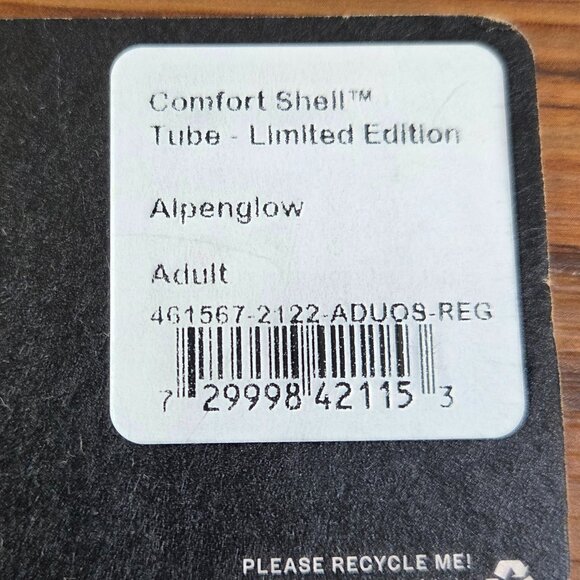 Comfort Shell™
Tube - Limited Edition
Alpenglow
Adult
461567-2122-ADUOS-REG
7 29998 42115 3
PLEASE RECYCLE ME!